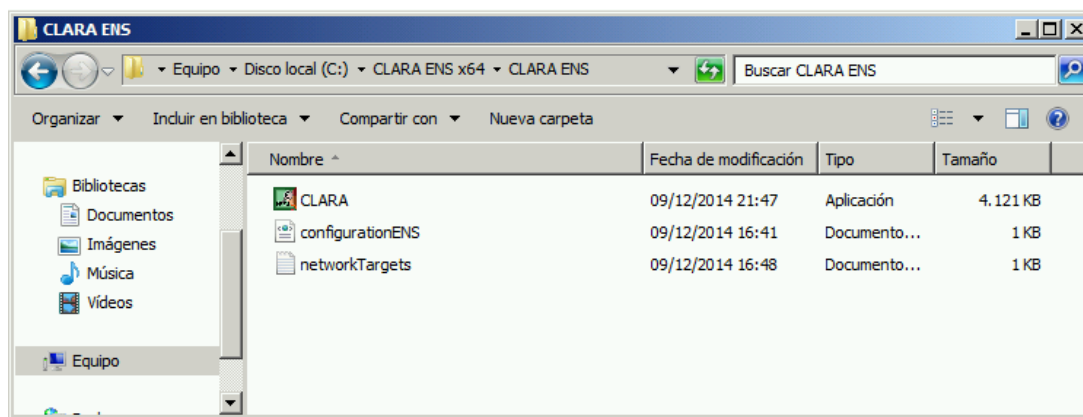 CLARA ENS
Equipo Disco local (C:) CLARA ENS x64 CLARA ENS Buscar CLARA ENS
Organizar Incluir en biblioteca Compartir con Nueva carpeta
Bibliotecas
Documentos
Imágenes
Música
Vídeos
Equipo
Nombre Fecha de modificación Tipo Tamaño
CLARA 09/12/2014 21:47 Aplicación 4.121 KB
configurationENS 09/12/2014 16:41 Documento... 1 KB
networkTargets 09/12/2014 16:48 Documento... 1 KB